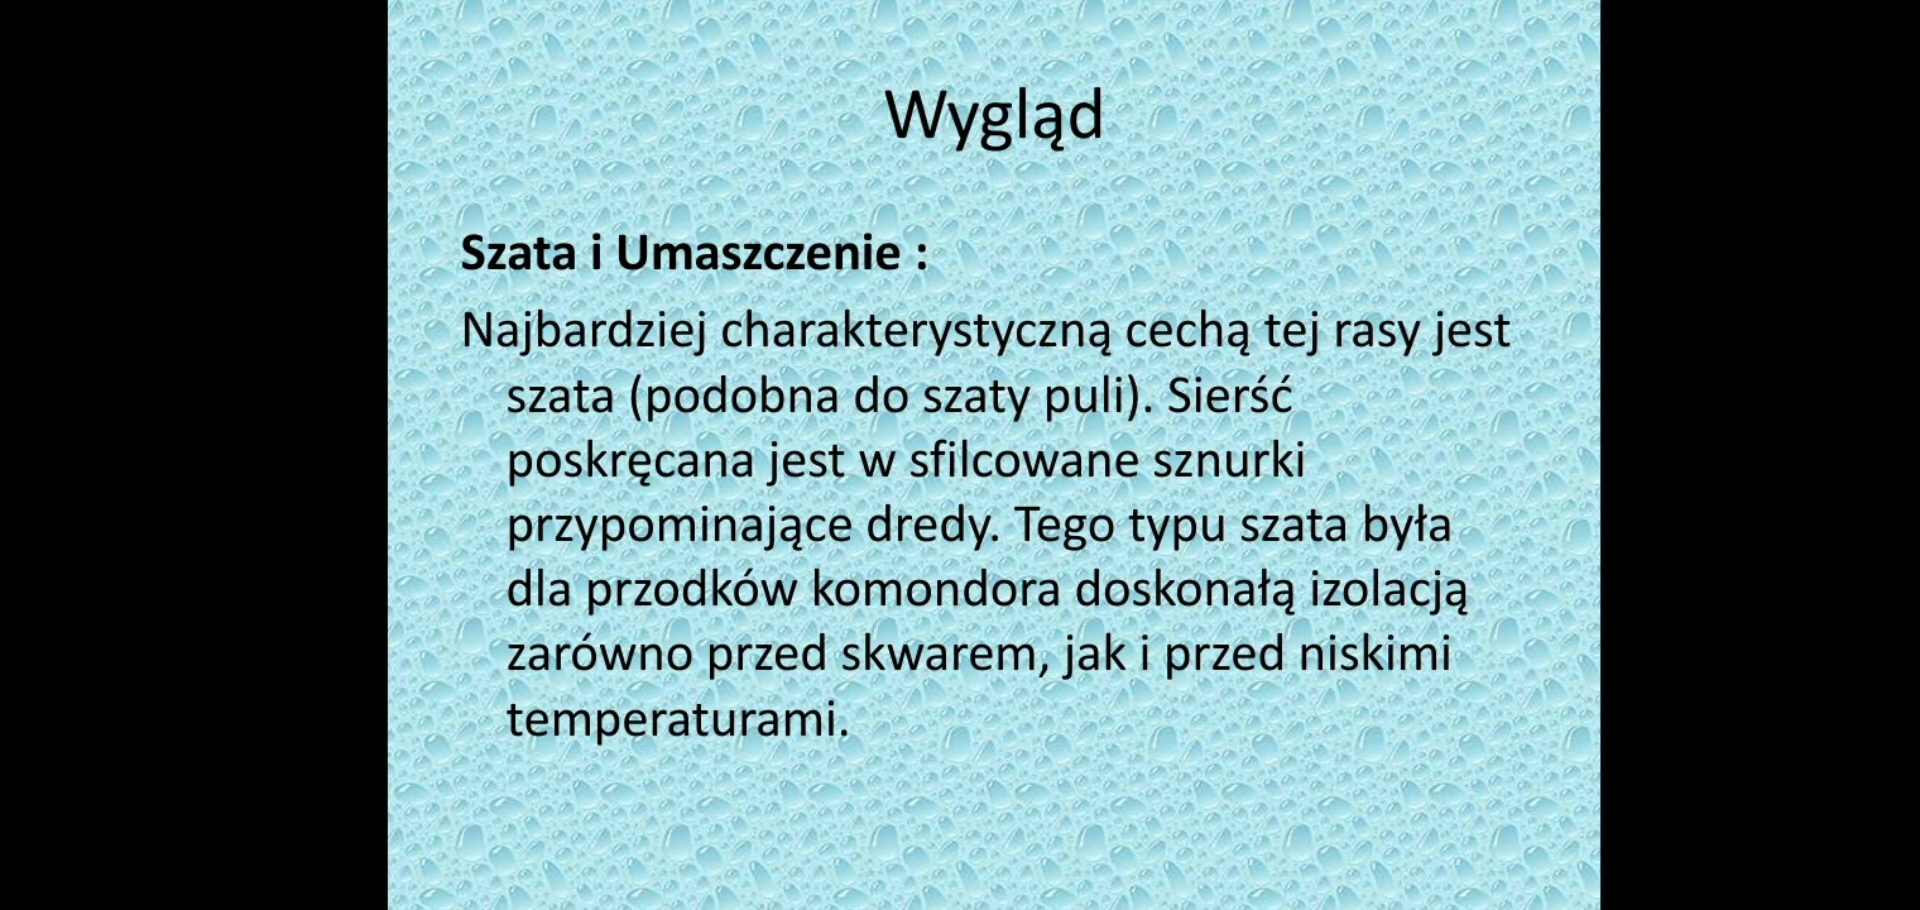 Wygląd
Szata i Umaszczenie :
Najbardziej charakterystyczną cechą tej rasy jest
szata (podobna do szaty puli). Sierść
poskręcana jest w sfilcowane sznurki
przypominające dredy. Tego typu szata była
dla przodków komondora doskonałą izolacją
zarówno przed skwarem, jak i przed niskimi
temperaturami.